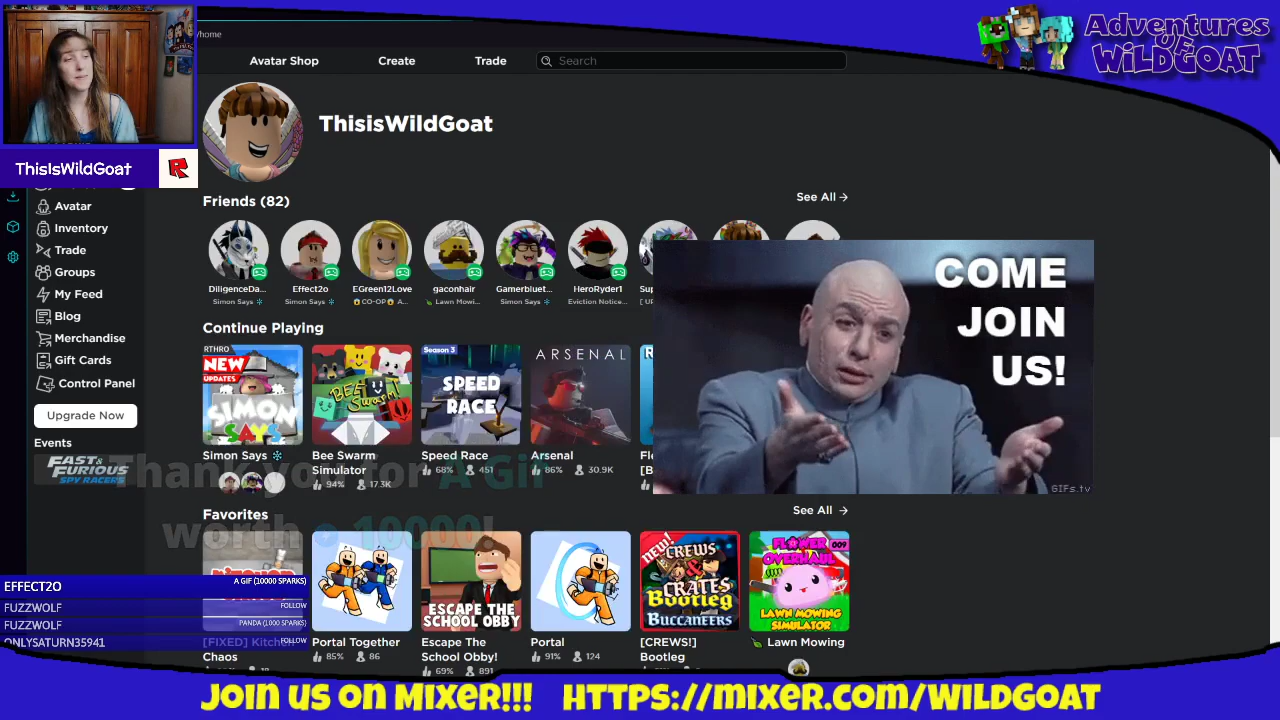 /home
Avatar Shop
Create
Trade
Search
Adventures
OF
WiLDGOAT
ThisIsWildGoat
ThisIsWildGoat
Avatar
Inventory
Trade
Groups
My Feed
Blog
Merchandise
Gift Cards
Control Panel
Upgrade Now
Events
FAST &
FURIOUS
SPY RACERS
Friends (82)
See All
DiligenceDa...
Simon Says
Effect2o
Simon Says
EGreen12Love
CO-OP A...
gaconhair
Lawn Mowi...
Gamerbluet...
Simon Says
HeroRyder1
Eviction Notice...
COME
JOIN
US!
GIFs.tv
Continue Playing
RTHRO
NEW
UPDATES
SIMON
SAYS
BEE SWARM
Season 3
SPEED
RACE
ARSENAL
Simon Says
Bee Swarm
Simulator
94% 17.3K
Speed Race
68% 451
Arsenal
86% 30.9K
Thank you for A Gif
worth 10000!
Favorites
See All
ESCAPE THE
SCHOOL OBBY
NEW!
CREWS
&
CRATES
Bootleg
BUCCANEERS
FLOWER 009
OVERHAUL
LAWN MOWING
SIMULATOR
[FIXED] Kitchen
Chaos
Portal Together
85% 86
Escape The
School Obby!
69% 891
Portal
91% 124
[CREWS!]
Bootleg
Lawn Mowing
EFFECT2O A GIF (10000 SPARKS)
FUZZWOLF FOLLOW
FUZZWOLF PANDA (1000 SPARKS)
ONLYSATURN35941 FOLLOW
Join us on Mixer!!! HTTPS://mixer.com/WILDGOAT